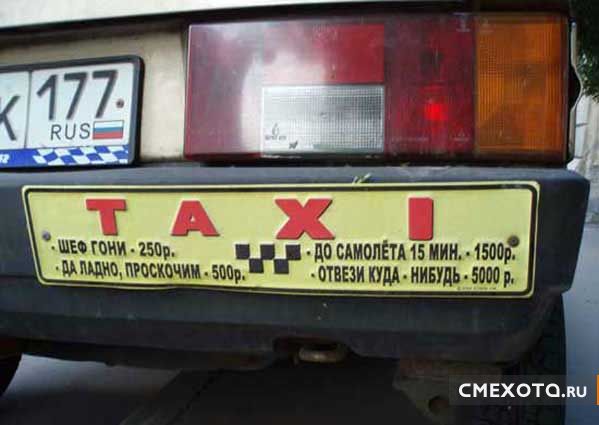 К 177
RUS
TAXI
- ШЕФ ГОНИ - 250р.
- ДА ЛАДНО, ПРОСКОЧИМ - 500р.
- ДО САМОЛЁТА 15 МИН. - 1500р.
- ОТВЕЗИ КУДА - НИБУДЬ - 5000 р.
СМЕХОТА.RU